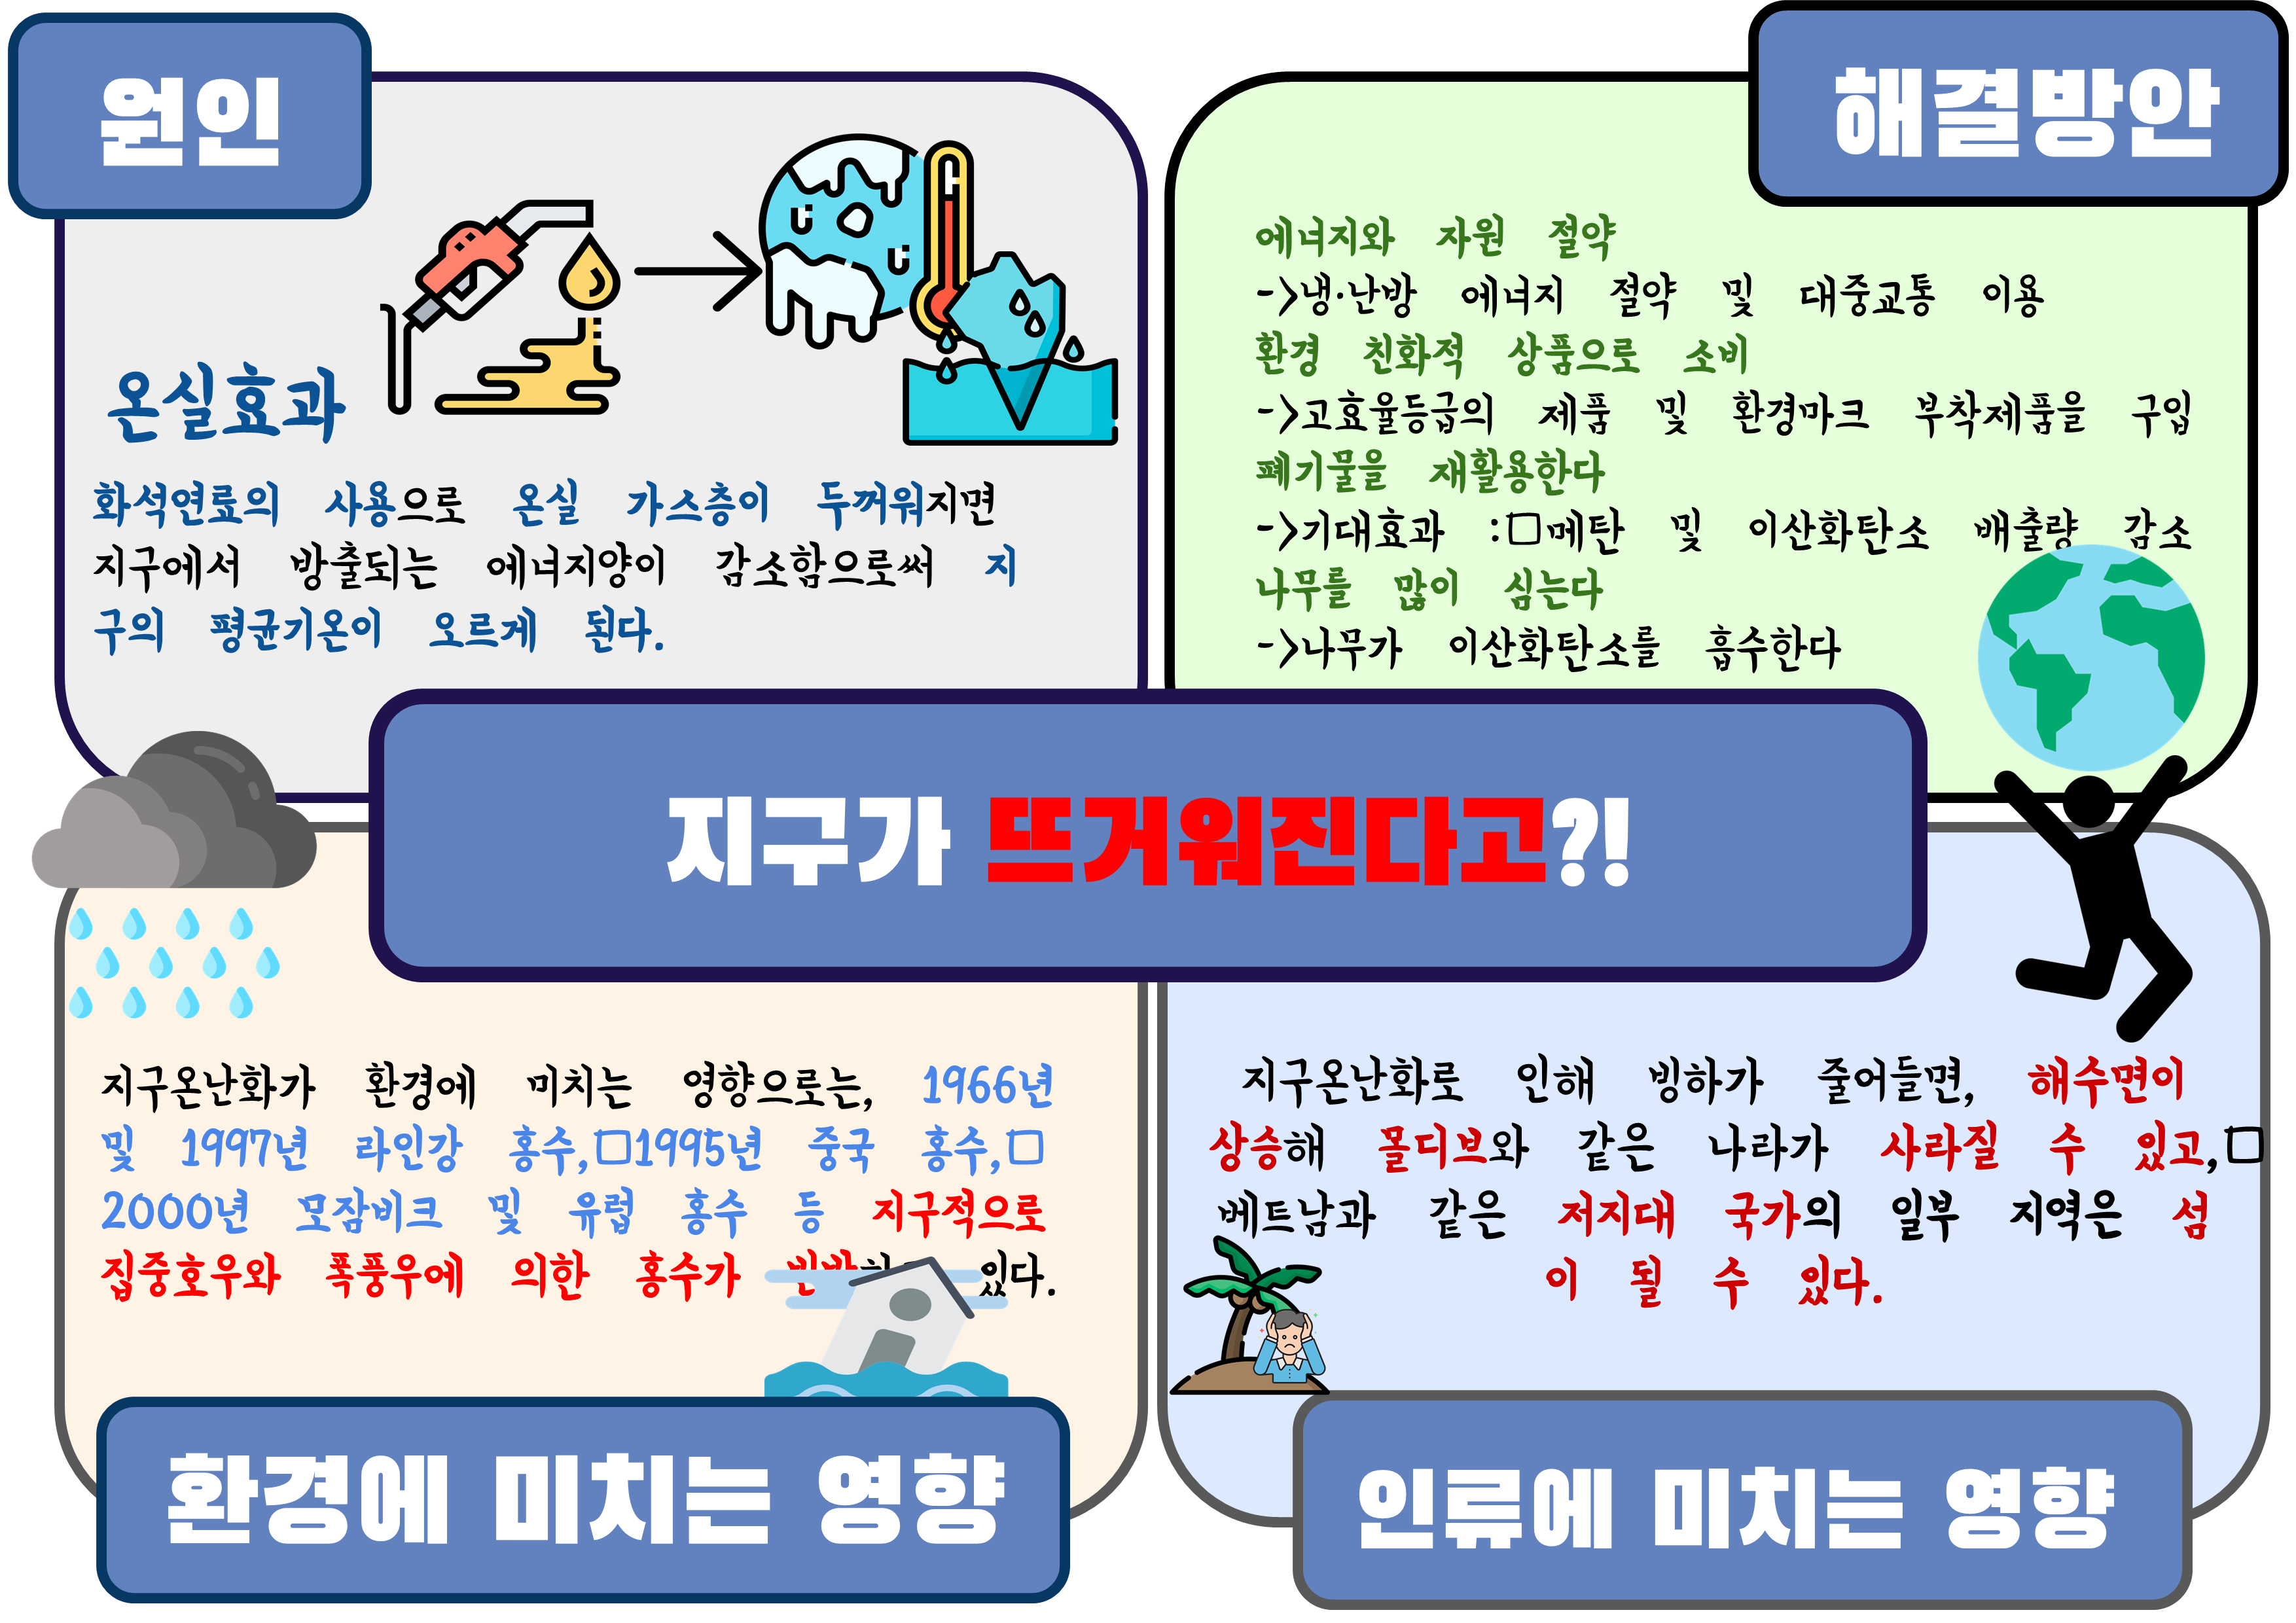 원인
온실효과
화석연료의 사용으로 온실 가스층이 두꺼워지면
지구에서 방출되는 에너지양이 감소함으로써 지
구의 평균기온이 오르게 된다.
해결방안
에너지와 자원 절약
->냉·난방 에너지 절약 및 대중교통 이용
환경 친화적 상품으로 소비
->고효율등급의 제품 및 환경마크 부착제품을 구입
폐기물을 재활용한다
->기대효과 :□메탄 및 이산화탄소 배출량 감소
나무를 많이 심는다
->나무가 이산화탄소를 흡수한다
지구가 뜨거워진다고?!
지구온난화가 환경에 미치는 영향으로는, 1966년
및 1997년 라인강 홍수,□1995년 중국 홍수,□
2000년 모잠비크 및 유럽 홍수 등 지구적으로
집중호우와 폭풍우에 의한 홍수가 있다.
환경에 미치는 영향
지구온난화로 인해 빙하가 줄어들면, 해수면이
상승해 몰디브와 같은 나라가 사라질 수 있고,□
베트남과 같은 저지대 국가의 일부 지역은 섬
이 될 수 있다.
인류에 미치는 영향